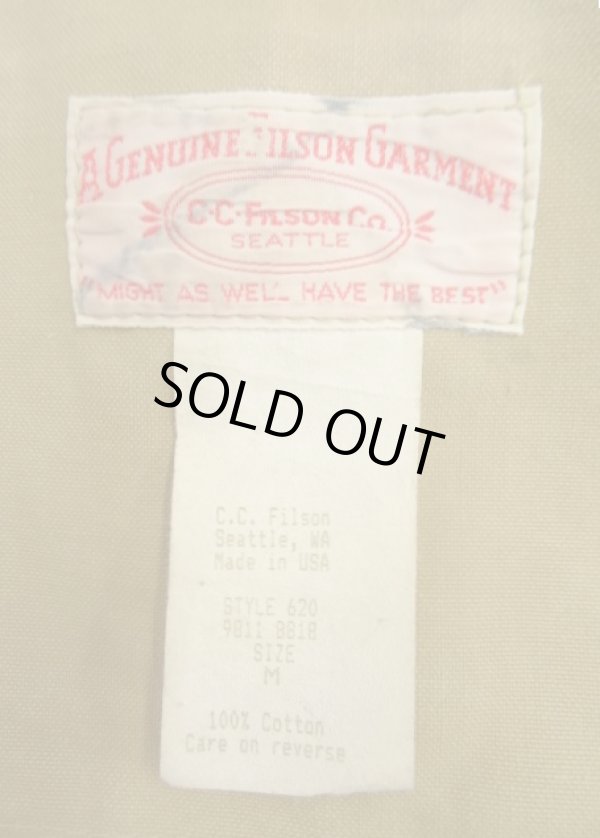 A GENUINE FILSON GARMENT
C·C·FILSON Co.
SEATTLE
"MIGHT AS WELL HAVE THE BEST"
SOLD OUT
C.C. Filson
Seattle, WA
Made in USA
STYLE 620
9811 8818
SIZE
M
100% Cotton
Care on reverse